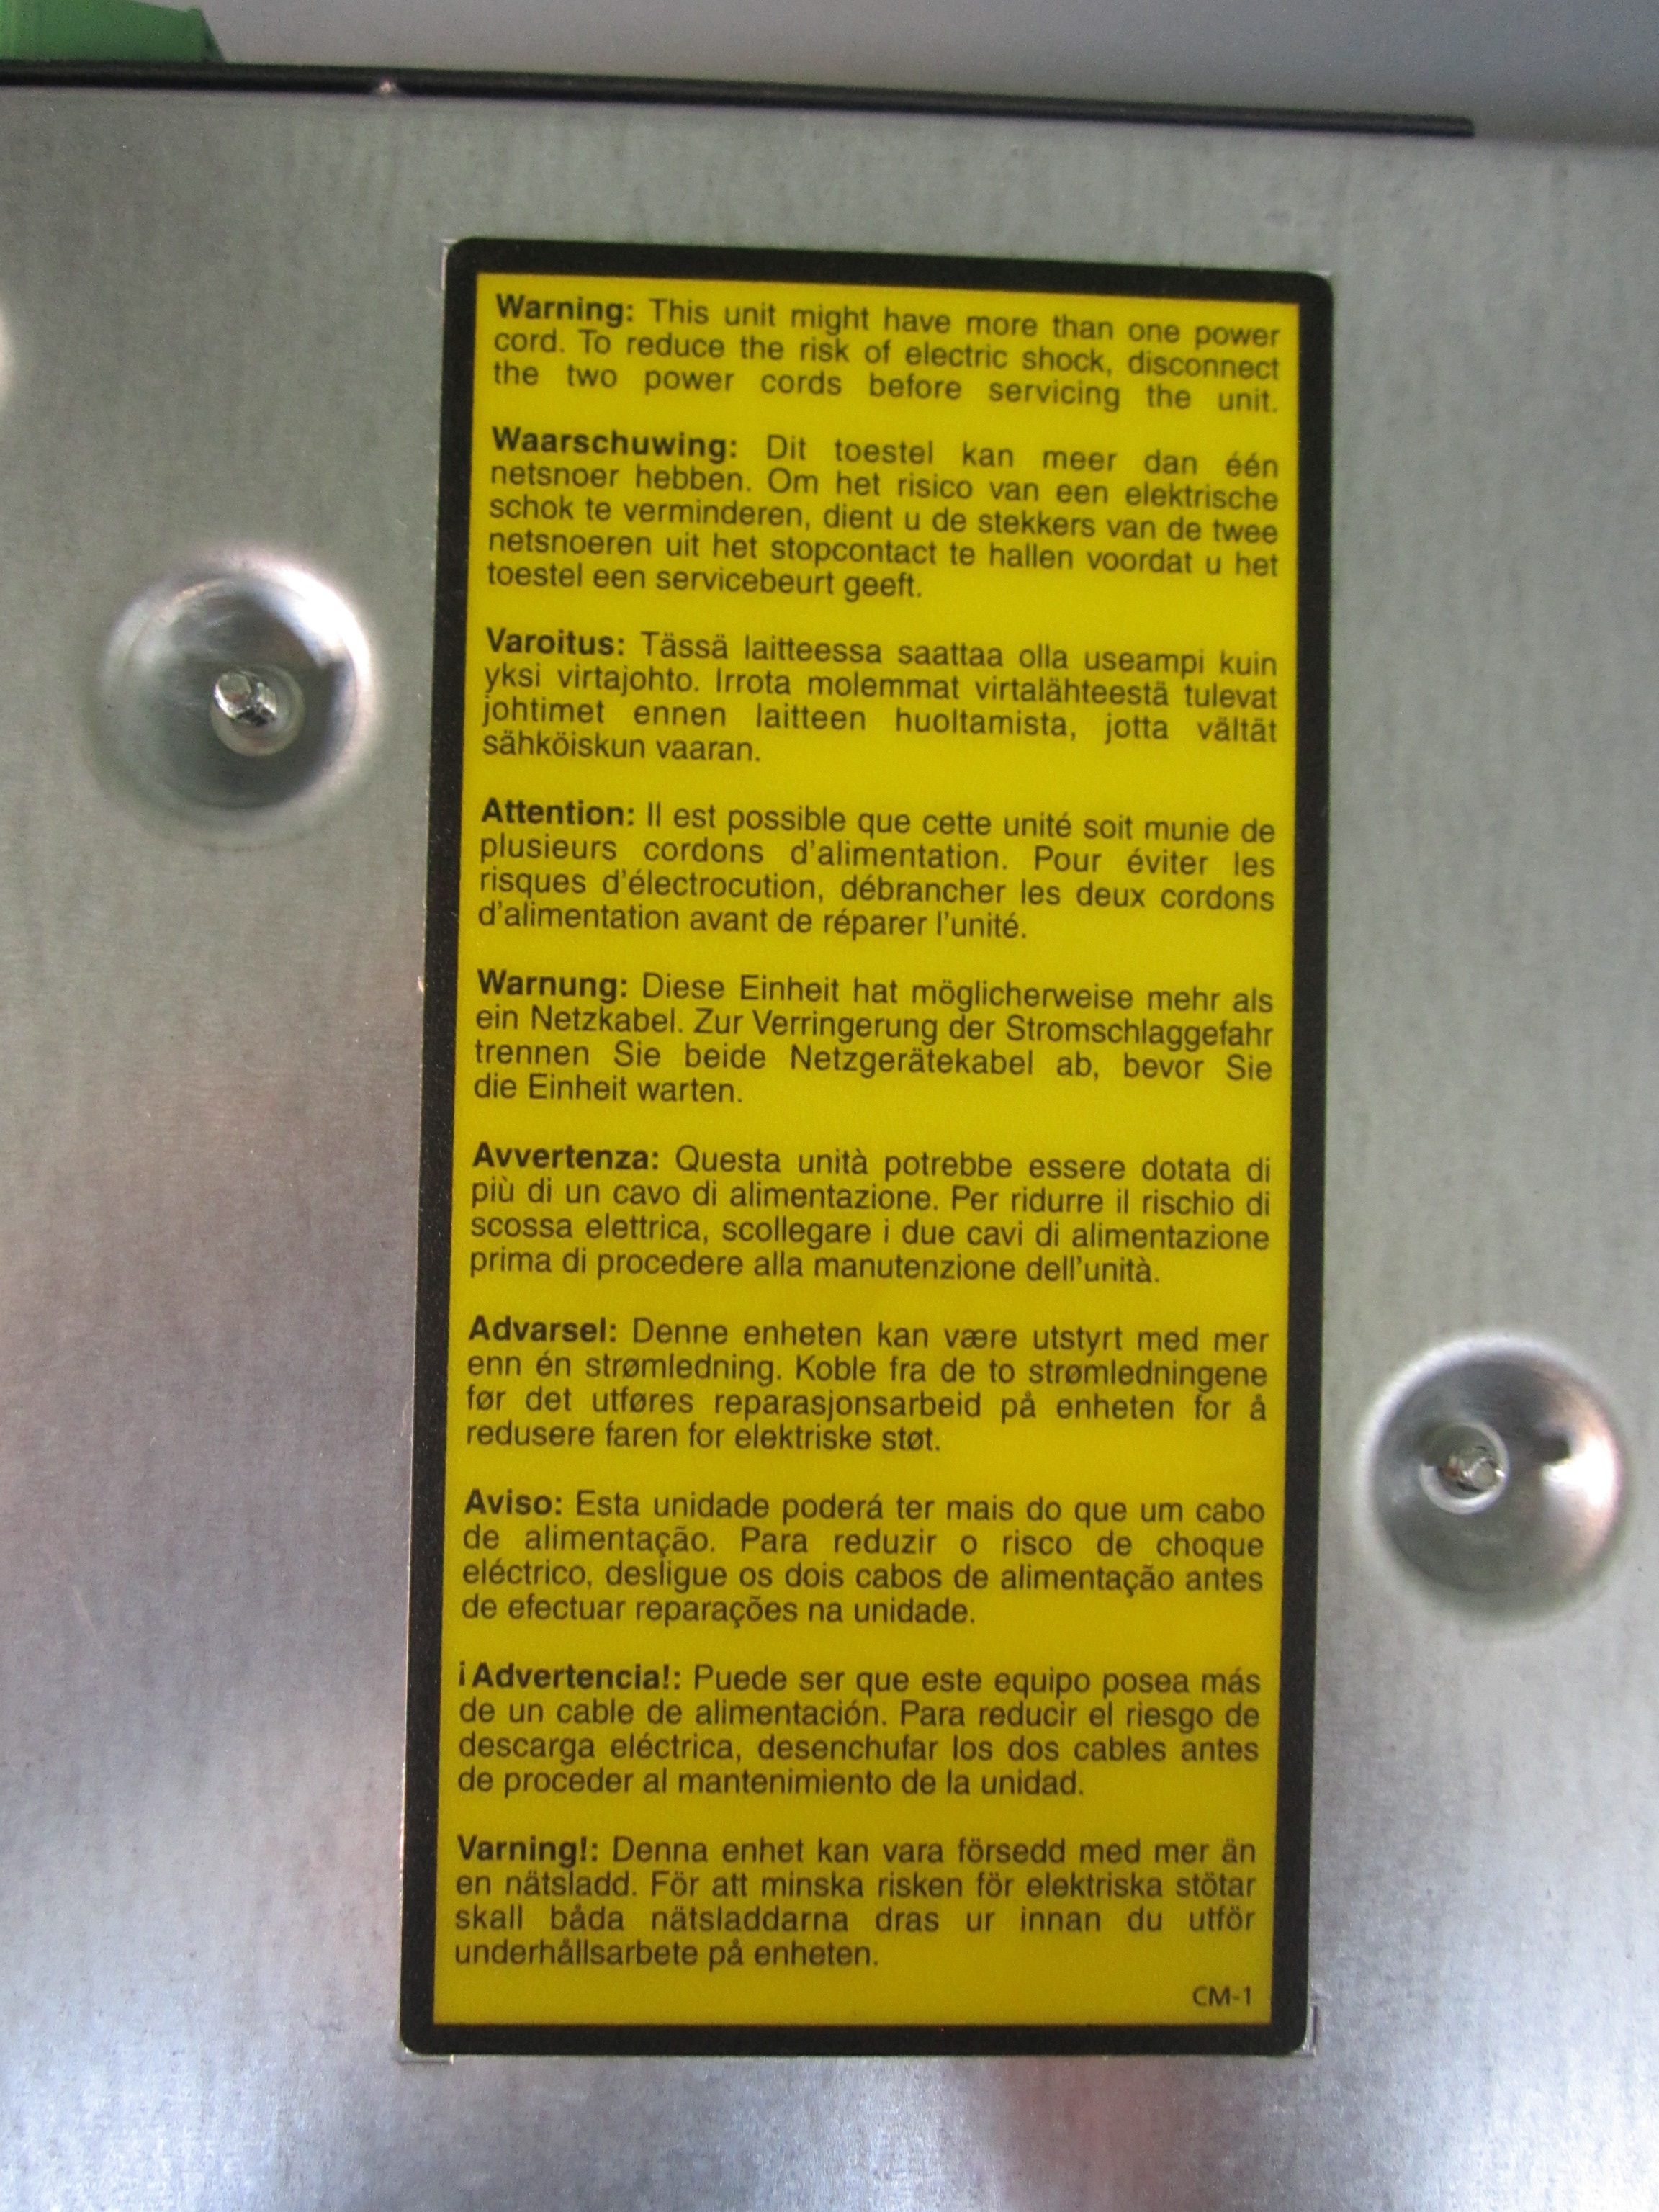 Warning: This unit might have more than one power
cord. To reduce the risk of electric shock, disconnect
the two power cords before servicing the unit.
Waarschuwing: Dit toestel kan meer dan één
netsnoer hebben. Om het risico van een elektrische
schok te verminderen, dient u de stekkers van de twee
netsnoeren uit het stopcontact te hallen voordat u het
toestel een servicebeurt geeft.
Varoitus: Tässä laitteessa saattaa olla useampi kuin
yksi virtajohto. Irrota molemmat virtalähteestä tulevat
johtimet ennen laitteen huoltamista, jotta vältät
sähköiskun vaaran.
Attention: Il est possible que cette unité soit munie de
plusieurs cordons d'alimentation. Pour éviter les
risques d'électrocution, débrancher les deux cordons
d'alimentation avant de réparer l'unité.
Warnung: Diese Einheit hat möglicherweise mehr als
ein Netzkabel. Zur Verringerung der Stromschlaggefahr
trennen Sie beide Netzgerätekabel ab, bevor Sie
die Einheit warten.
Avvertenza: Questa unità potrebbe essere dotata di
più di un cavo di alimentazione. Per ridurre il rischio di
scossa elettrica, scollegare i due cavi di alimentazione
prima di procedere alla manutenzione dell'unità.
Advarsel: Denne enheten kan være utstyrt med mer
enn én strømledning. Koble fra de to strømledningene
før det utføres reparasjonsarbeid på enheten for å
redusere faren for elektriske støt.
Aviso: Esta unidade poderá ter mais do que um cabo
de alimentação. Para reduzir o risco de choque
eléctrico, desligue os dois cabos de alimentação antes
de efectuar reparações na unidade.
¡Advertencia!: Puede ser que este equipo posea más
de un cable de alimentación. Para reducir el riesgo de
descarga eléctrica, desenchufar los dos cables antes
de proceder al mantenimiento de la unidad.
Varning!: Denna enhet kan vara försedd med mer än
en nätsladd. För att minska risken för elektriska stötar
skall båda nätsladdarna dras ur innan du utför
underhållsarbete på enheten.
CM-1